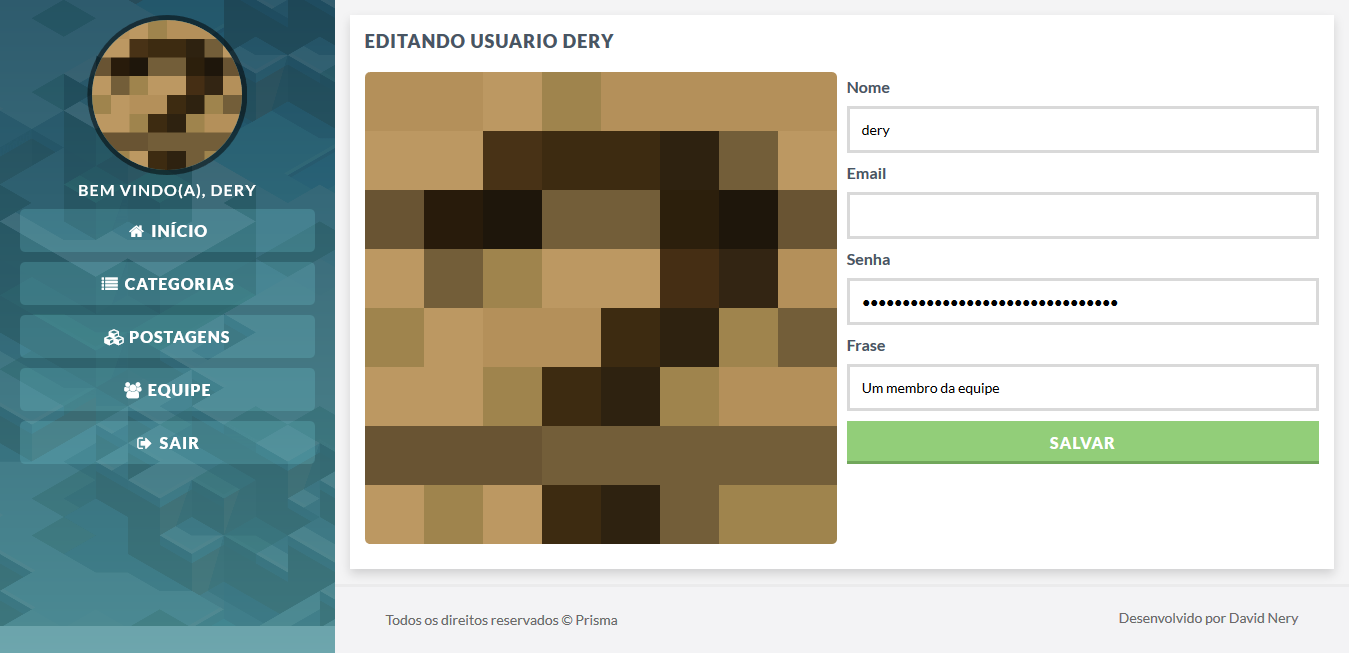 BEM VINDO(A), DERY
INÍCIO
CATEGORIAS
POSTAGENS
EQUIPE
SAIR
EDITANDO USUARIO DERY
Nome
dery
Email
Senha
••••••••••••••••••••••••••••••••
Frase
Um membro da equipe
SALVAR
Todos os direitos reservados © Prisma
Desenvolvido por David Nery